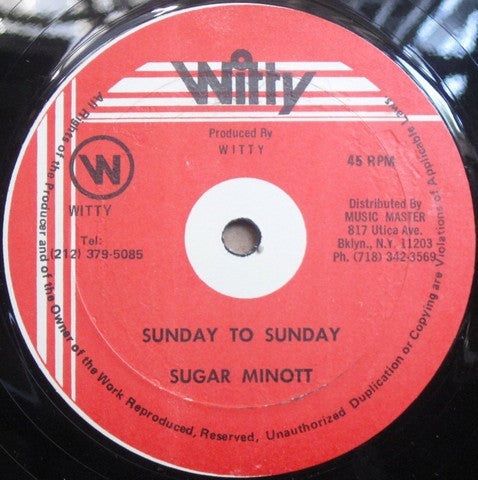 Witty
Produced By
WITTY
45 RPM
W
WITTY
Tel:
(212) 379-5085
Distributed By
MUSIC MASTER
817 Utica Ave.
Bklyn., N.Y. 11203
Ph. (718) 342-3569
SUNDAY TO SUNDAY
SUGAR MINOTT
All Rights of the Producer and of the Owner of the Work Reproduced, Reserved, Unauthorized Duplication or Copying are Violations of Applicable Laws